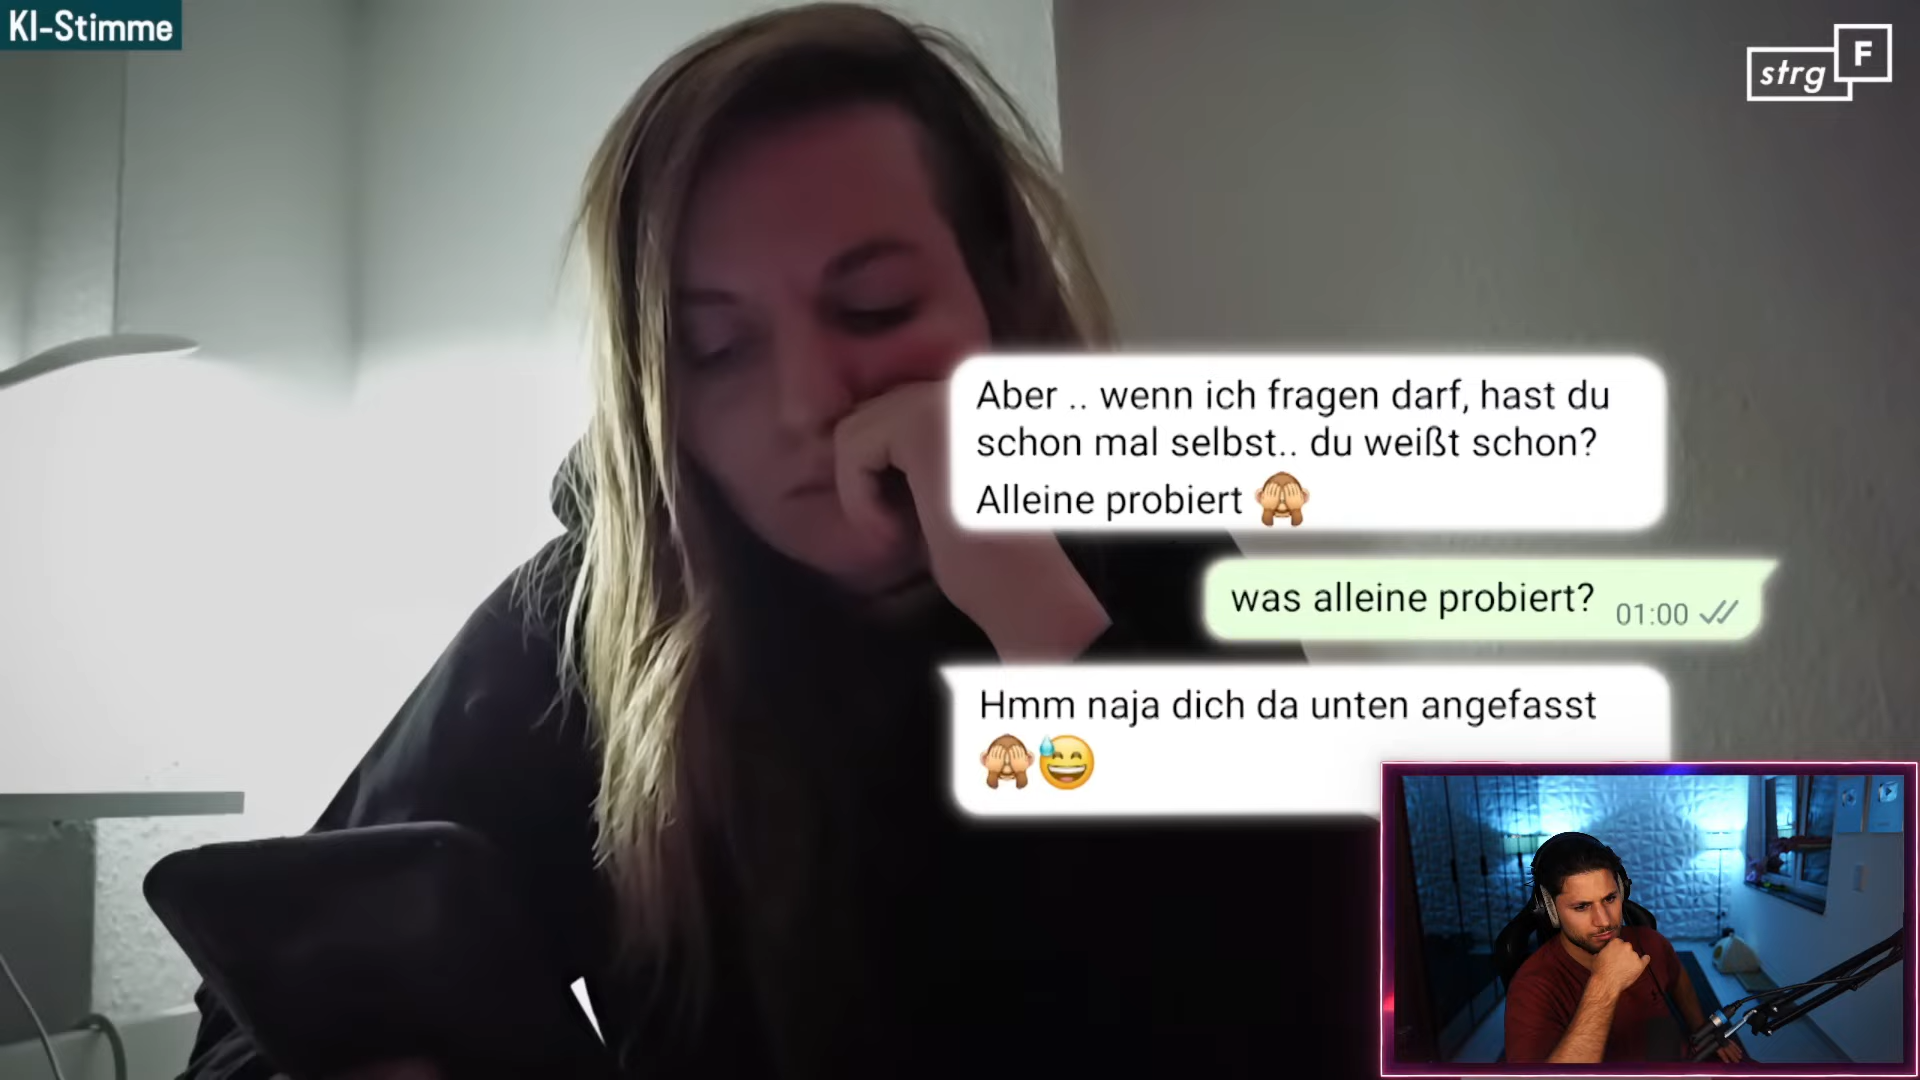 KI-Stimme
strg
F
Aber .. wenn ich fragen darf, hast du
schon mal selbst.. du weißt schon?
Alleine probiert 🙈
was alleine probiert? 01:00
Hmm naja dich da unten angefasst
🙈😅